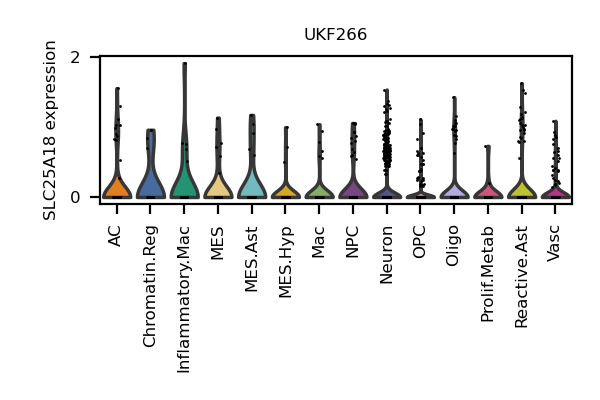 UKF266
SLC25A18 expression
2
0
AC
Chromatin.Reg
Inflammatory.Mac
MES
MES.Ast
MES.Hyp
Mac
NPC
Neuron
OPC
Oligo
Prolif.Metab
Reactive.Ast
Vasc